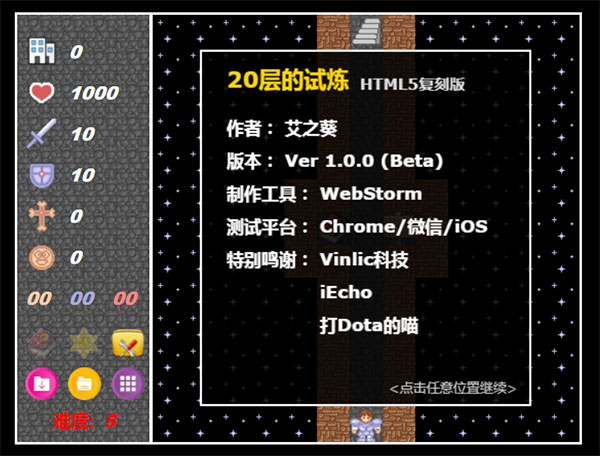 0
1000
10
10
0
0
00 00 00
难度: 5
20层的试炼 HTML5复刻版
作者： 艾之葵
版本： Ver 1.0.0 (Beta)
制作工具： WebStorm
测试平台： Chrome/微信/iOS
特别鸣谢： Vinlic科技
iEcho
打Dota的喵
<点击任意位置继续>